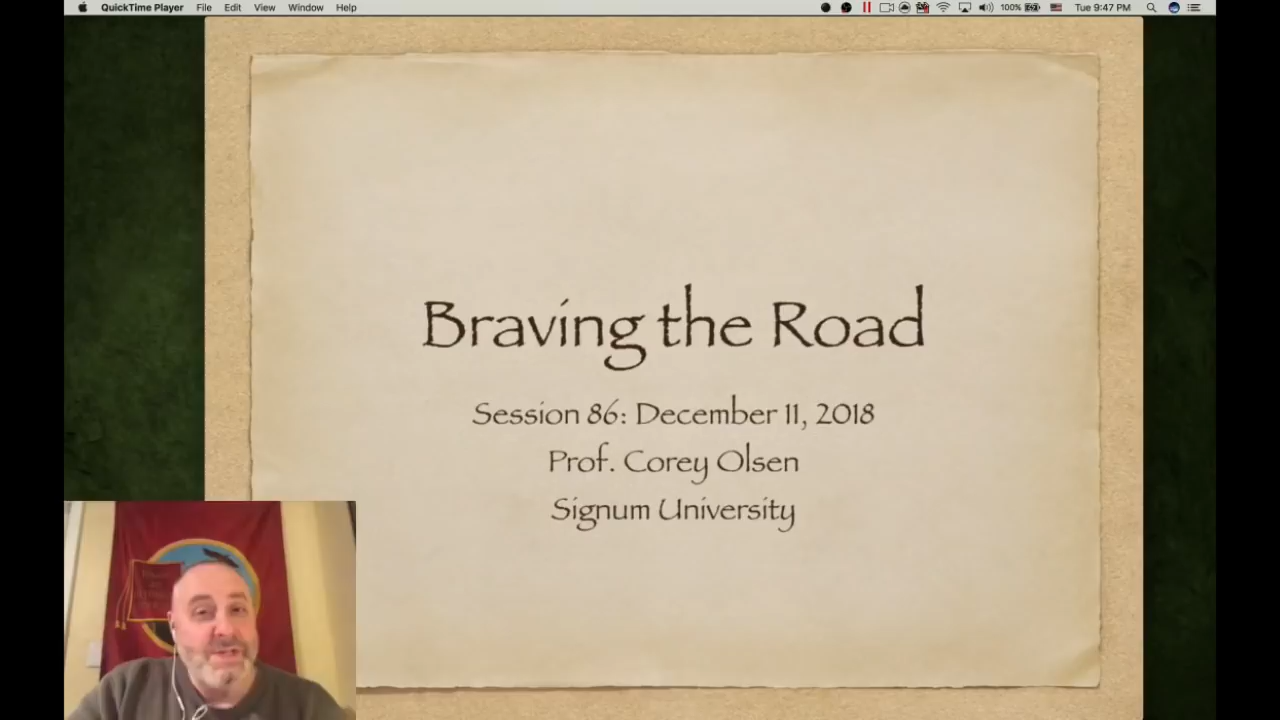 QuickTime Player File Edit View Window Help 100% Tue 9:47 PM
Braving the Road
Session 86: December 11, 2018
Prof. Corey Olsen
Signum University